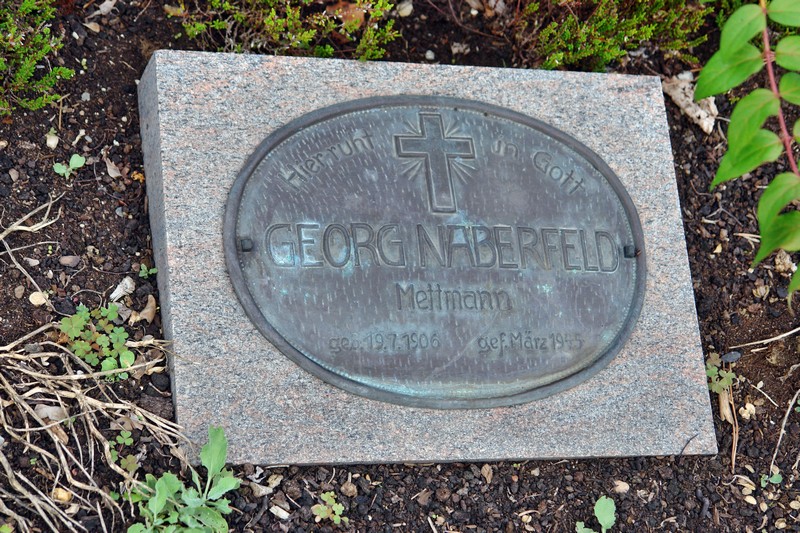 Hier ruht in Gott
GEORG NABERFELD
Mettmann
geb. 19.7.1906 gef. März 1945